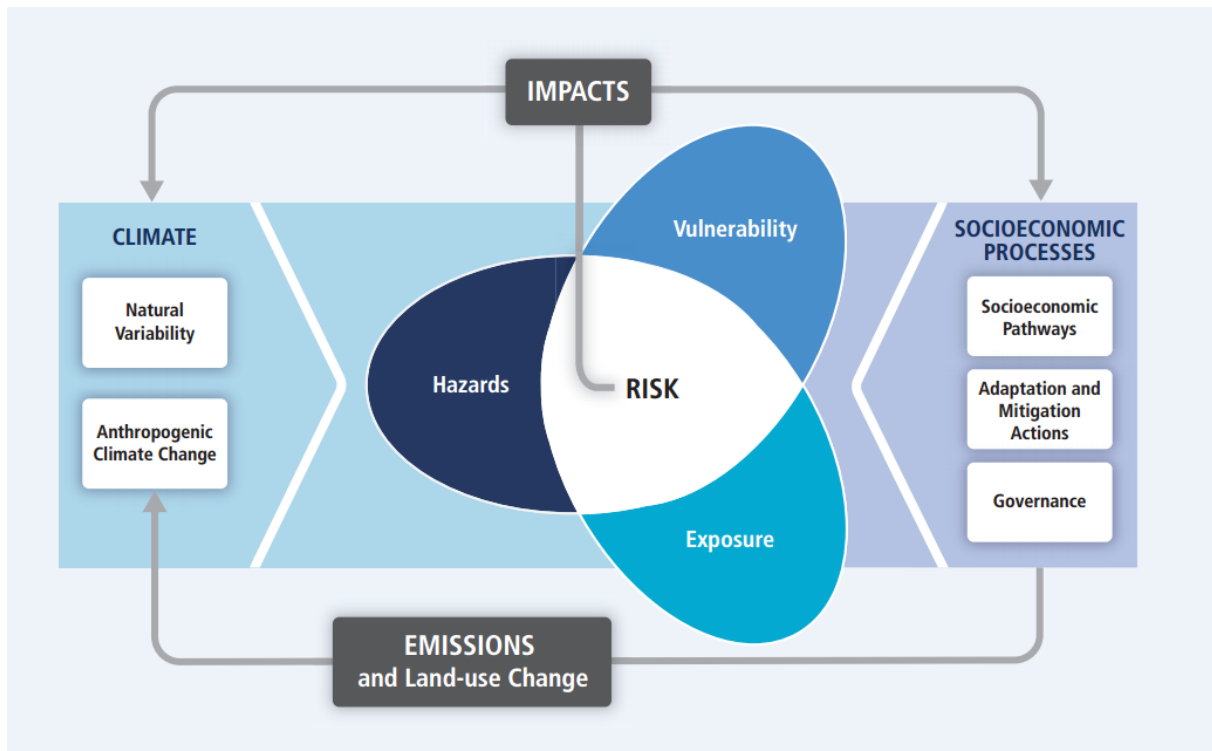 IMPACTS
CLIMATE
Natural
Variability
Anthropogenic
Climate Change
Vulnerability
Hazards
RISK
Exposure
SOCIOECONOMIC
PROCESSES
Socioeconomic
Pathways
Adaptation and
Mitigation
Actions
Governance
EMISSIONS
and Land-use Change